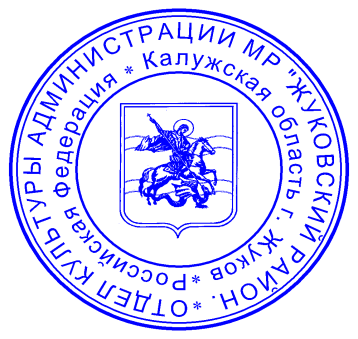 * ОТДЕЛ КУЛЬТУРЫ АДМИНИСТРАЦИИ МР "ЖУКОВСКИЙ РАЙОН.
* Российская Федерация * Калужская область г. Жуков